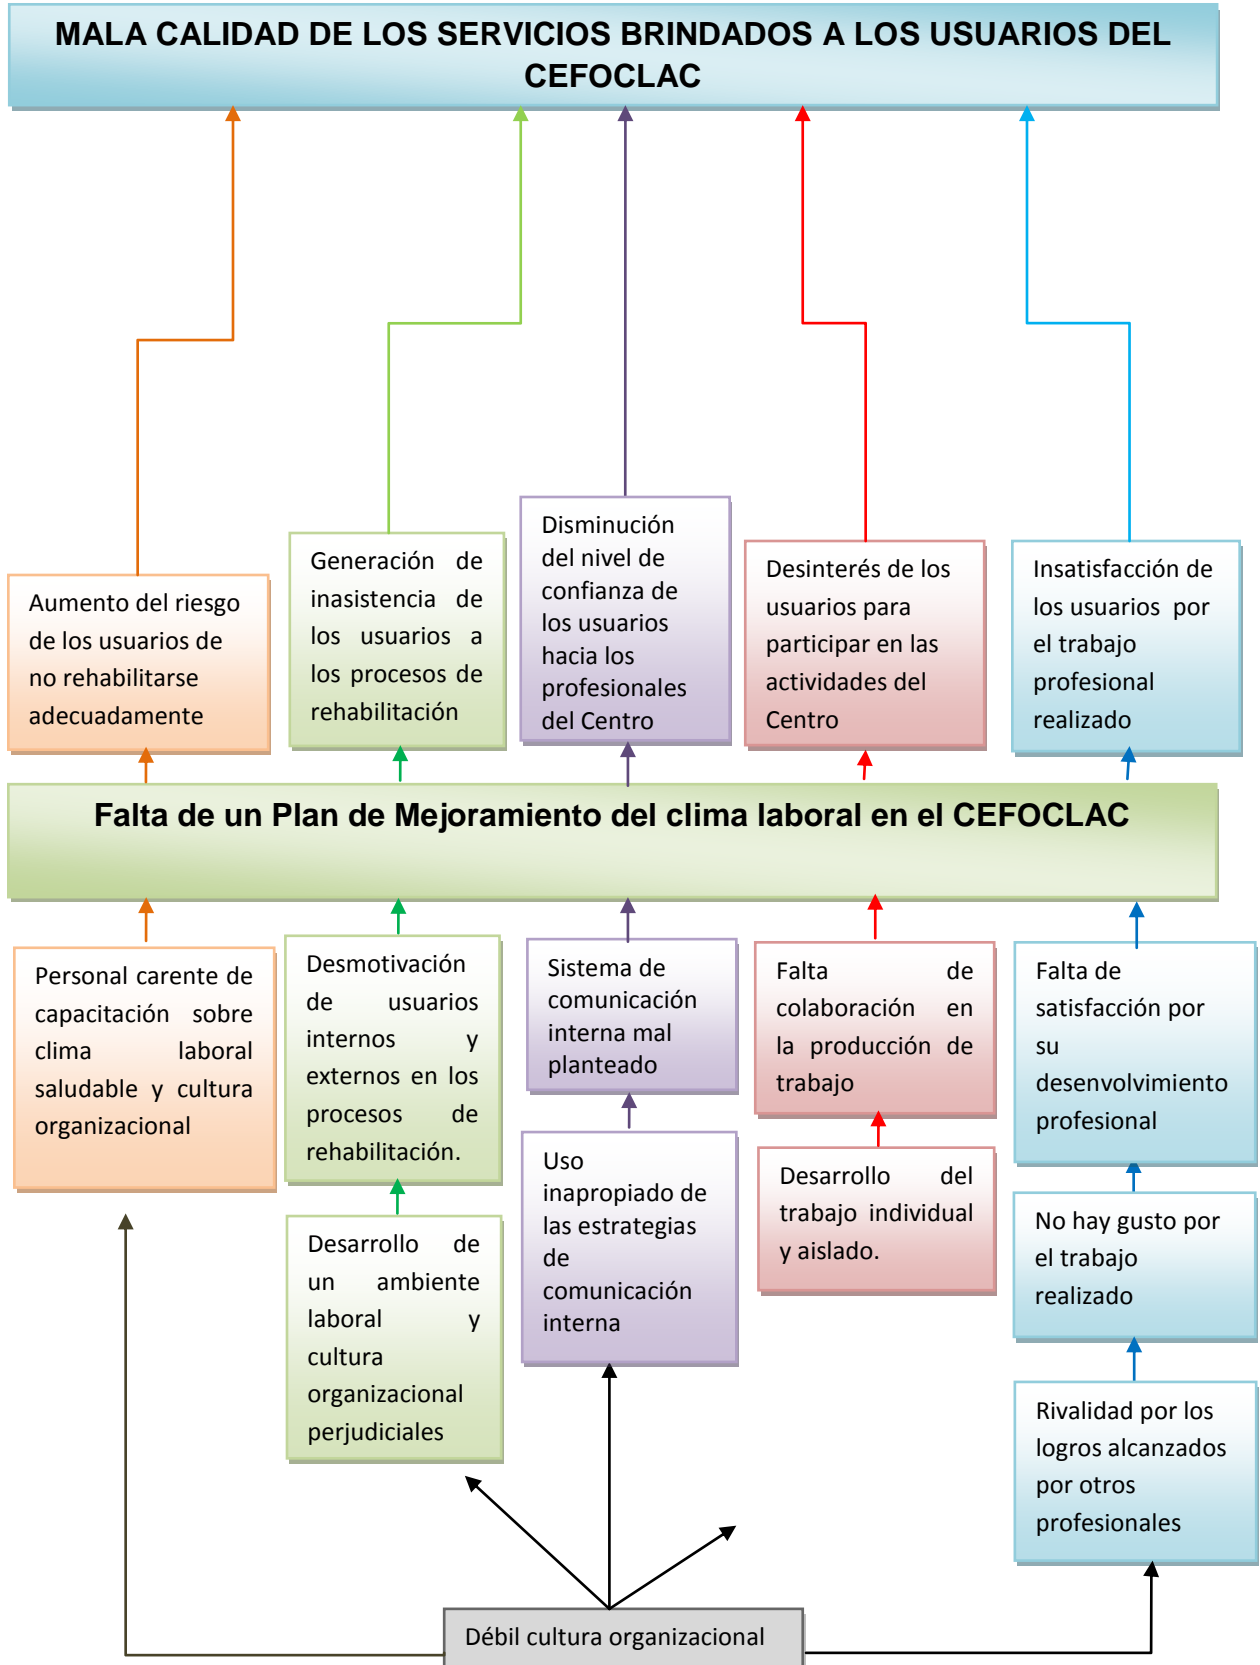 MALA CALIDAD DE LOS SERVICIOS BRINDADOS A LOS USUARIOS DEL
CEFOCLAC
Aumento del riesgo
de los usuarios de
no rehabilitarse
adecuadamente
Generación de
inasistencia de
los usuarios a
los procesos de
rehabilitación
Disminución
del nivel de
confianza de
los usuarios
hacia los
profesionales
del Centro
Desinterés de los
usuarios para
participar en las
actividades del
Centro
Insatisfacción de
los usuarios por
el trabajo
profesional
realizado
Falta de un Plan de Mejoramiento del clima laboral en el CEFOCLAC
Personal carente de
capacitación sobre
clima laboral
saludable y cultura
organizacional
Desmotivación
de usuarios
internos y
externos en los
procesos de
rehabilitación.
Sistema de
comunicación
interna mal
planteado
Falta de
colaboración en
la producción de
trabajo
Falta de
satisfacción por
su
desenvolvimiento
profesional
Desarrollo de
un ambiente
laboral y
cultura
organizacional
perjudiciales
Uso
inapropiado de
las estrategias
de
comunicación
interna
Desarrollo del
trabajo individual
y aislado.
No hay gusto por
el trabajo
realizado
Rivalidad por los
logros alcanzados
por otros
profesionales
Débil cultura organizacional